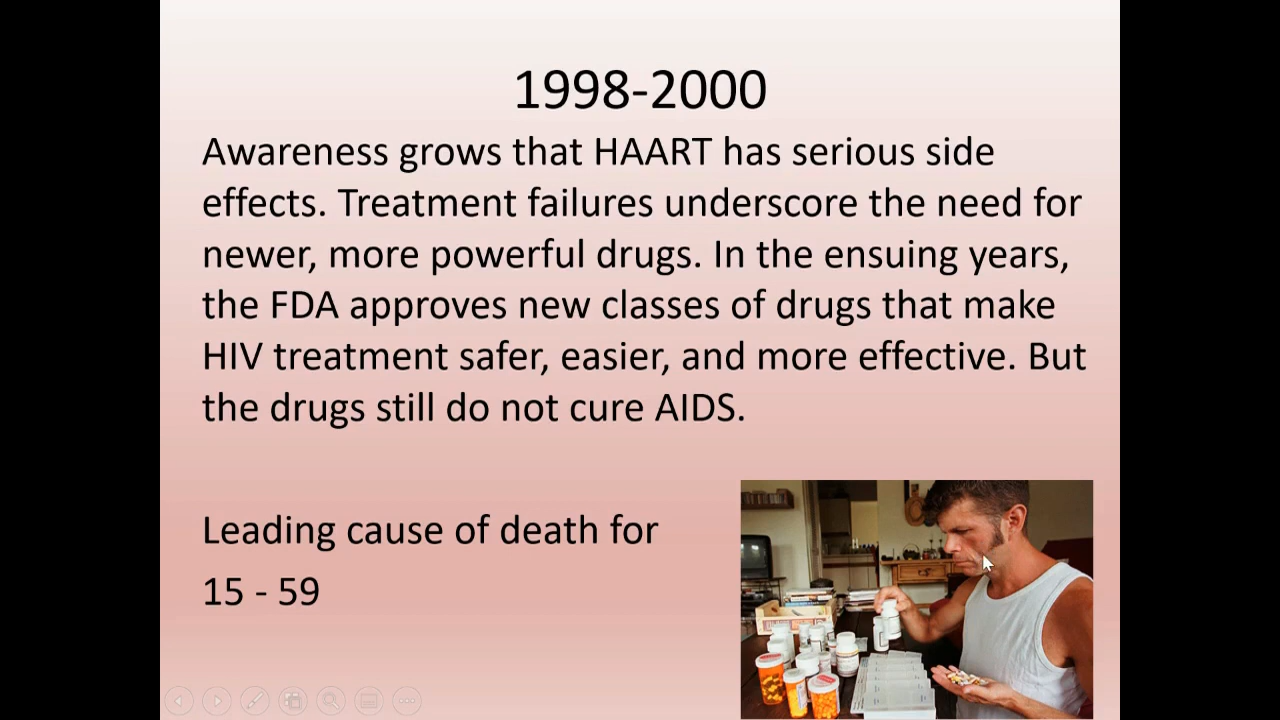 1998-2000
Awareness grows that HAART has serious side
effects. Treatment failures underscore the need for
newer, more powerful drugs. In the ensuing years,
the FDA approves new classes of drugs that make
HIV treatment safer, easier, and more effective. But
the drugs still do not cure AIDS.
Leading cause of death for
15 - 59